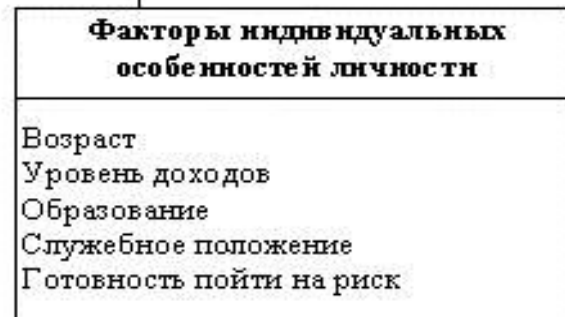 Факторы индивидуальных
особенностей личности
Возраст
Уровень доходов
Образование
Служебное положение
Готовность пойти на риск